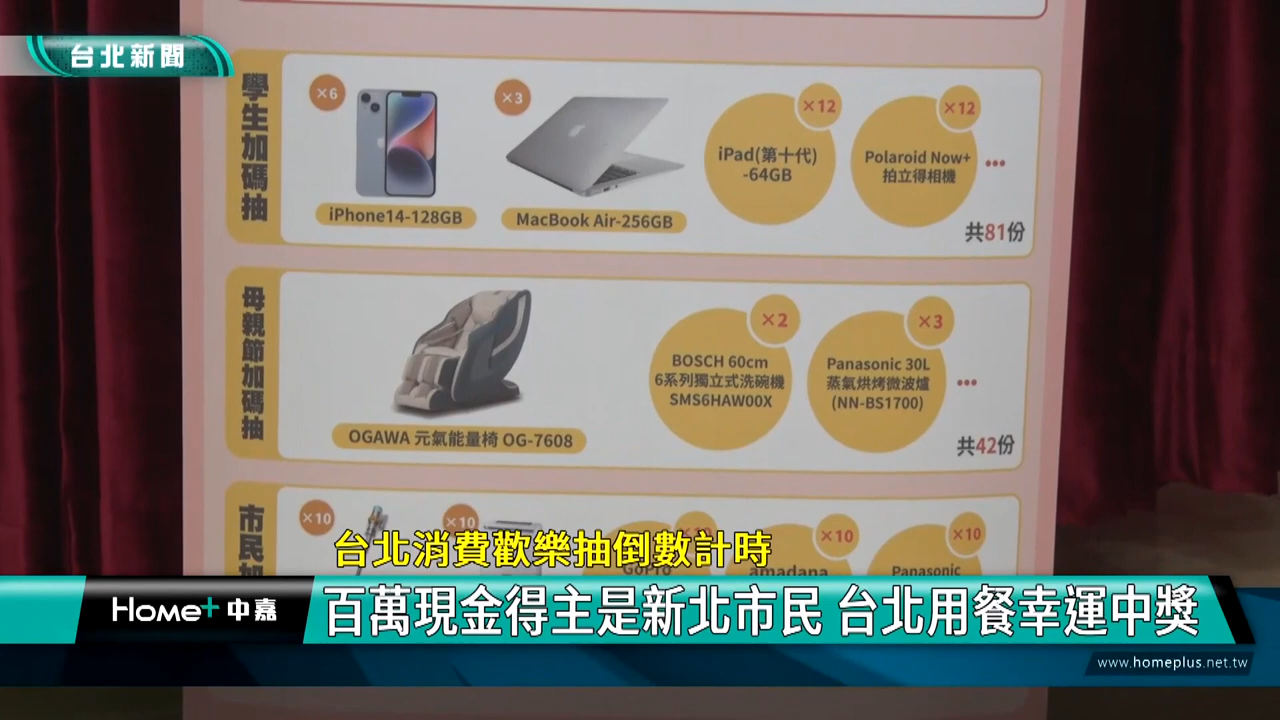 台北新聞
學生加碼抽
×6
×3
×12
×12
iPad(第十代)
-64GB
Polaroid Now+
拍立得相機
iPhone14-128GB
MacBook Air-256GB
共81份
母親節加碼抽
×2
×3
BOSCH 60cm
6系列獨立式洗碗機
SMS6HAW00X
Panasonic 30L
蒸氣烘烤微波爐
(NN-BS1700)
OGAWA 元氣能量椅 OG-7608
共42份
市民加
×10
×10
×10
×10
GoPro
amadana
Panasonic
台北消費歡樂抽倒數計時
Home+中嘉
百萬現金得主是新北市民 台北用餐幸運中獎
www.homeplus.net.tw